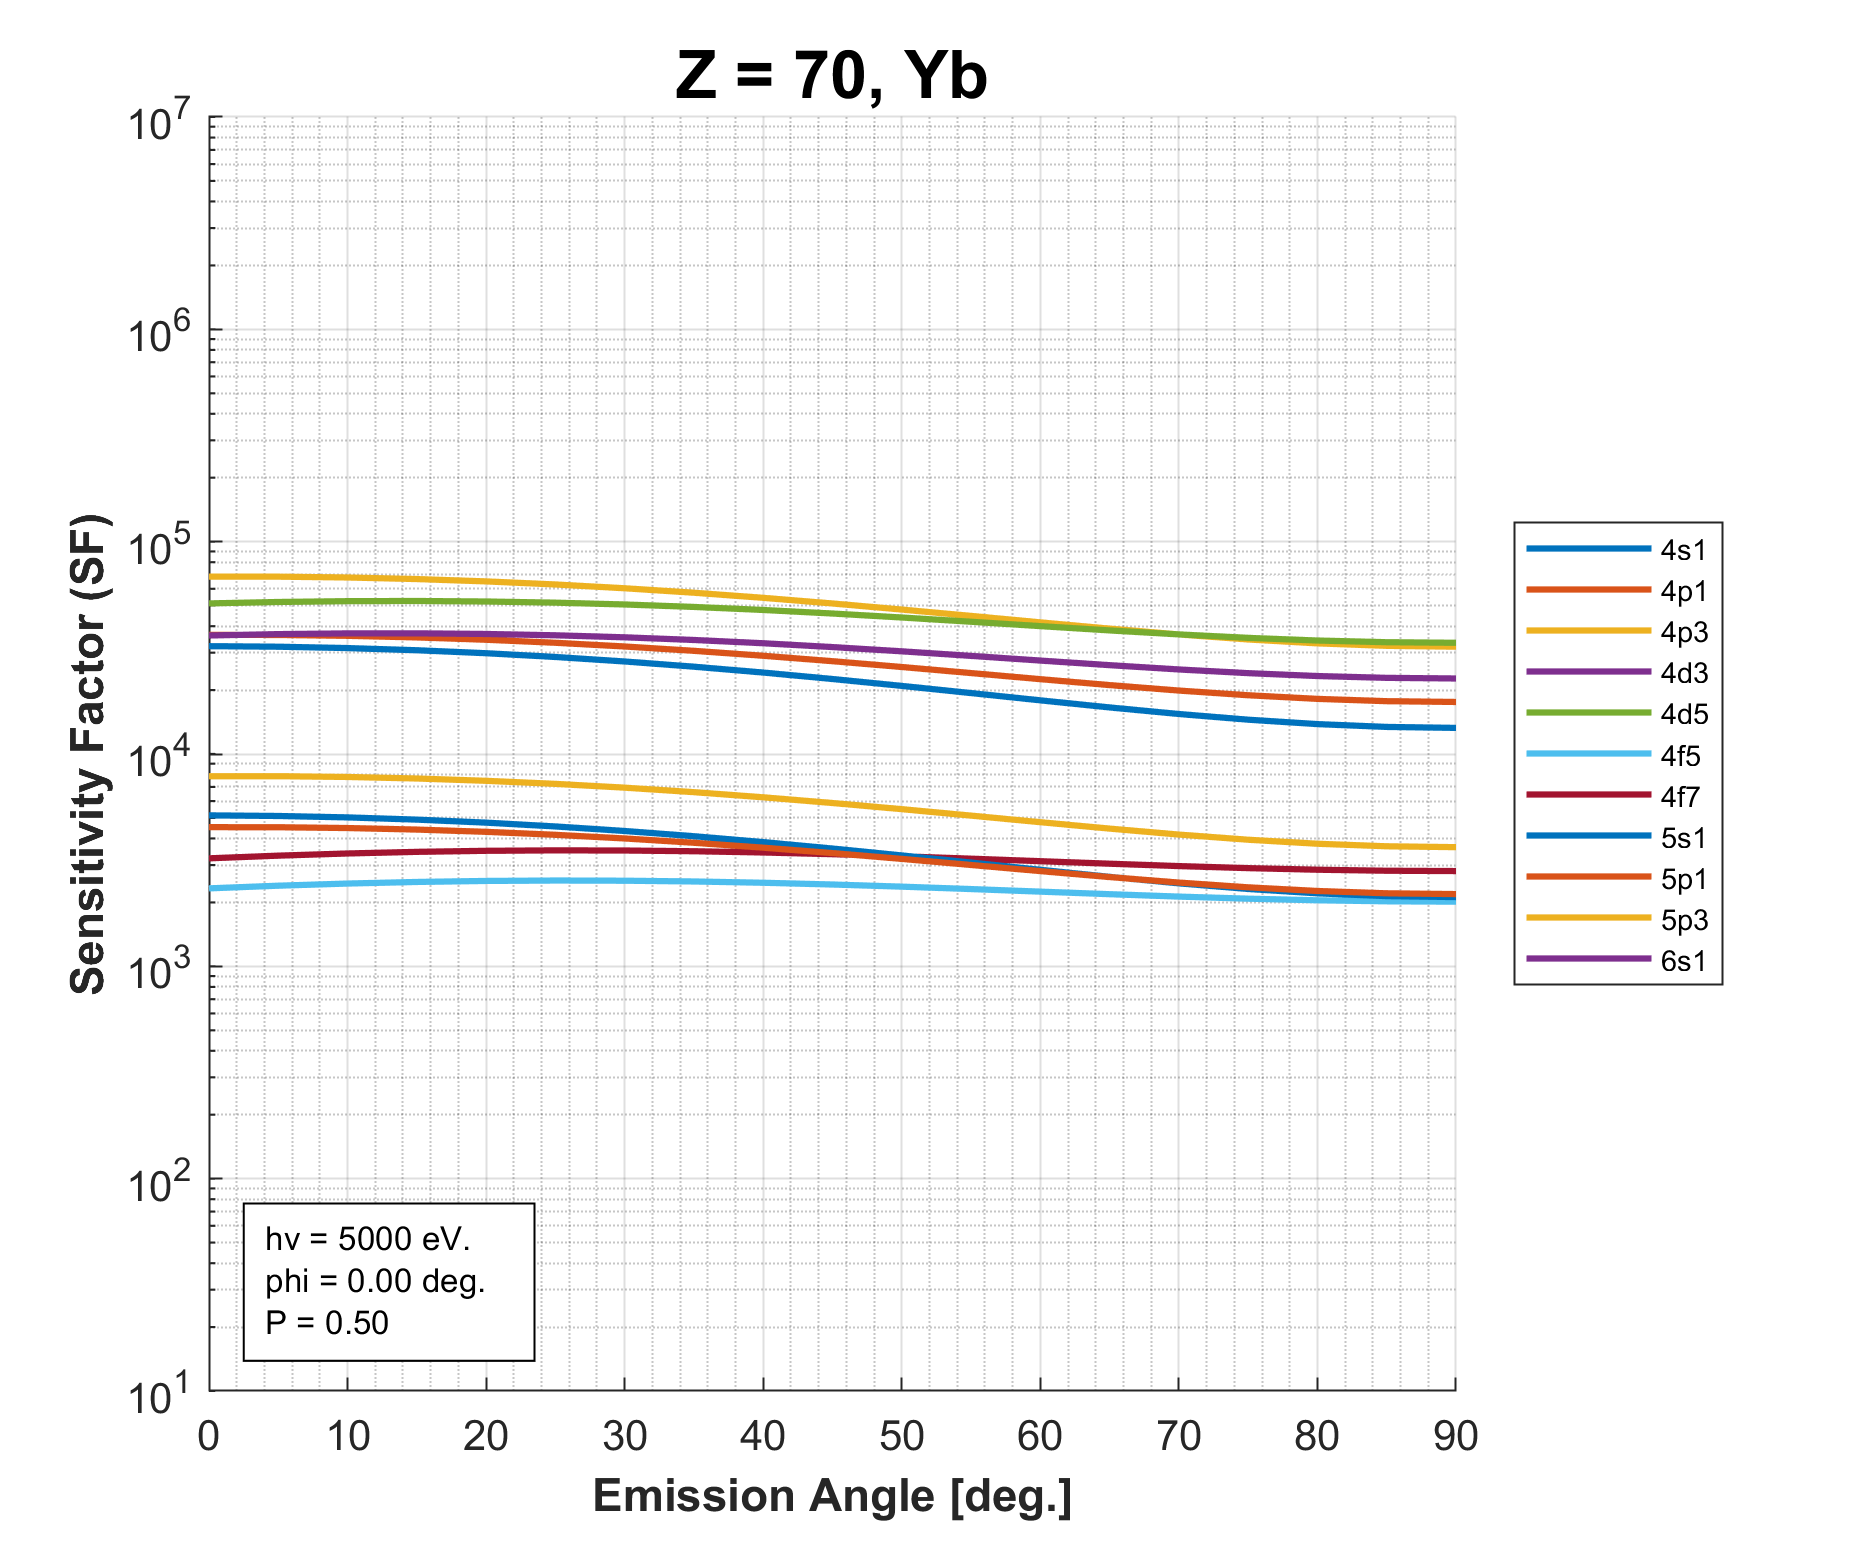 Z = 70, Yb
Sensitivity Factor (SF)
10^7
10^6
10^5
10^4
10^3
10^2
10^1
hv = 5000 eV.
phi = 0.00 deg.
P = 0.50
0 10 20 30 40 50 60 70 80 90
Emission Angle [deg.]
4s1
4p1
4p3
4d3
4d5
4f5
4f7
5s1
5p1
5p3
6s1